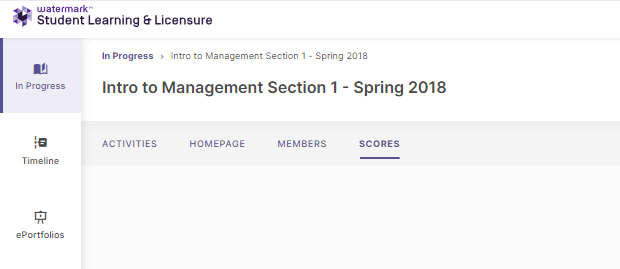 watermark™
Student Learning & Licensure
In Progress › Intro to Management Section 1 - Spring 2018
In Progress
Intro to Management Section 1 - Spring 2018
ACTIVITIES HOMEPAGE MEMBERS SCORES
Timeline
ePortfolios